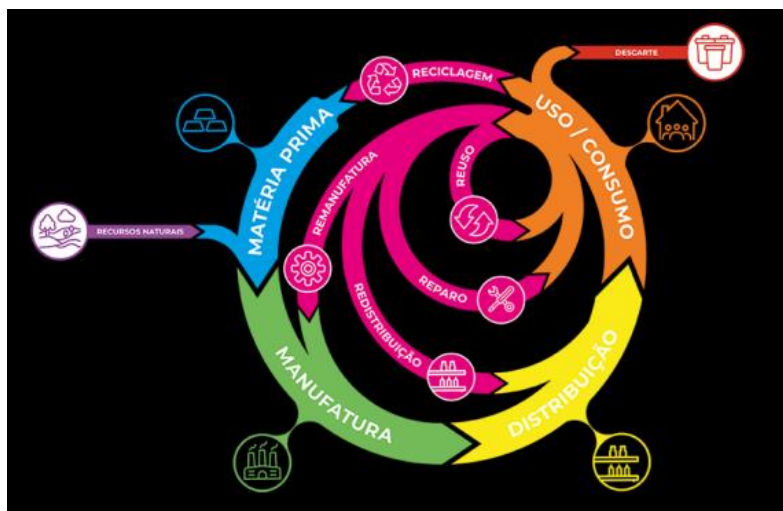 DESCARTE
RECICLAGEM
USO / CONSUMO
MATÉRIA PRIMA
REUSO
REMANUFATURA
RECURSOS NATURAIS
REPARO
REDISTRIBUIÇÃO
MANUFATURA
DISTRIBUIÇÃO